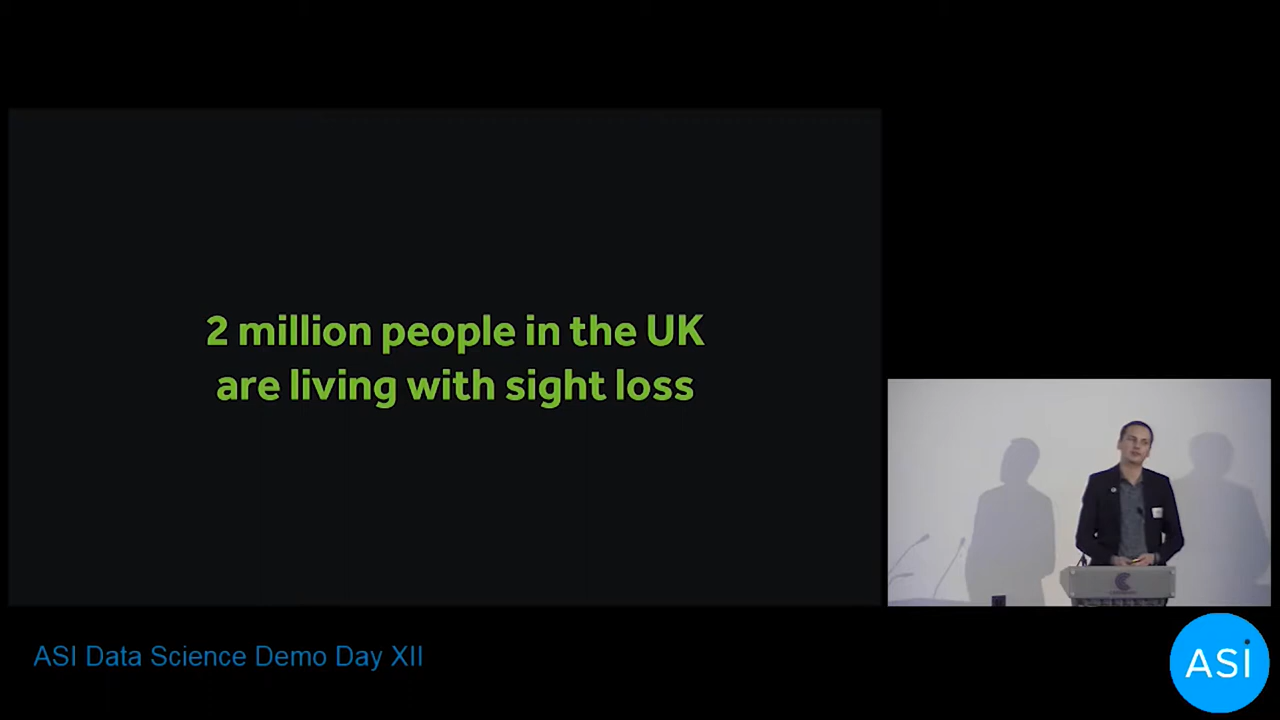 2 million people in the UK
are living with sight loss
ASI Data Science Demo Day XII
ASI